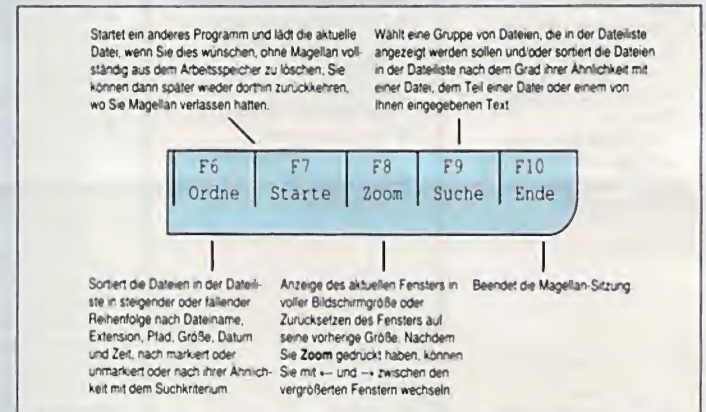 Startet ein anderes Programm und lädt die aktuelle
Datei, wenn Sie dies wünschen, ohne Magellan voll-
ständig aus dem Arbeitsspeicher zu löschen; Sie
können dann später wieder dorthin zurückkehren,
wo Sie Magellan verlassen hatten.
Wählt eine Gruppe von Dateien, die in der Dateiliste
angezeigt werden sollen und/oder sortiert die Dateien
in der Dateiliste nach dem Grad ihrer Ähnlichkeit mit
einer Datei, dem Teil einer Datei oder einem von
Ihnen eingegebenen Text
F6 F7 F8 F9 F10
Ordne Starte Zoom Suche Ende
Sortiert die Dateien in der Dateili-
ste in steigender oder fallender
Reihenfolge nach Dateiname,
Extension, Pfad, Größe, Datum
und Zeit, nach markiert oder
unmarkiert oder nach ihrer Ähnlich-
keit mit dem Suchkriterium.
Anzeige des aktuellen Fensters in
voller Bildschirmgröße oder
Zurücksetzen des Fensters auf
seine vorherige Größe. Nachdem
Sie Zoom gedrückt haben, können
Sie mit ← und → zwischen den
vergrößerten Fenstern wechseln
Beendet die Magellan-Sitzung.